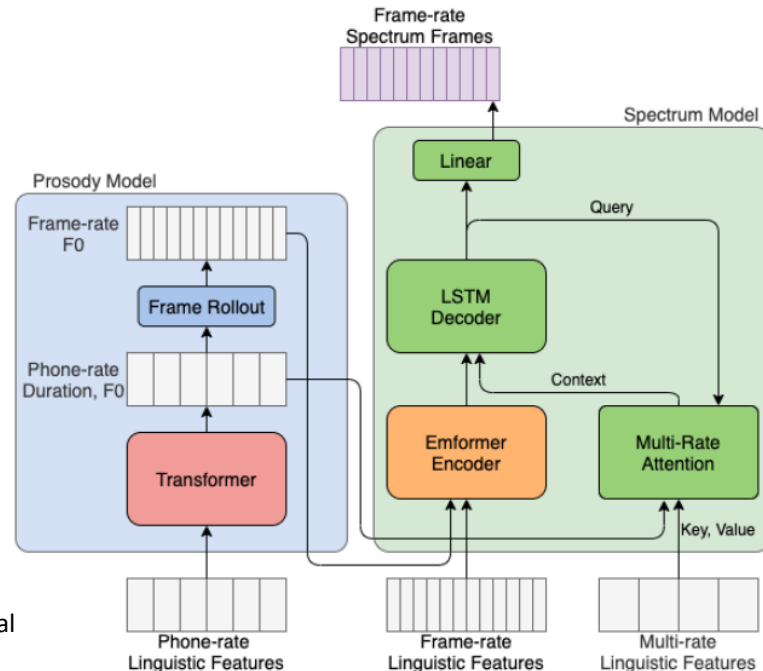 Frame-rate
Spectrum Frames
Spectrum Model
Linear
Prosody Model
Query
Frame-rate
F0
LSTM
Decoder
Frame Rollout
Phone-rate
Duration, F0
Context
Emformer
Encoder
Multi-Rate
Attention
Transformer
Key, Value
Phone-rate
Linguistic Features
Frame-rate
Linguistic Features
Multi-rate
Linguistic Features